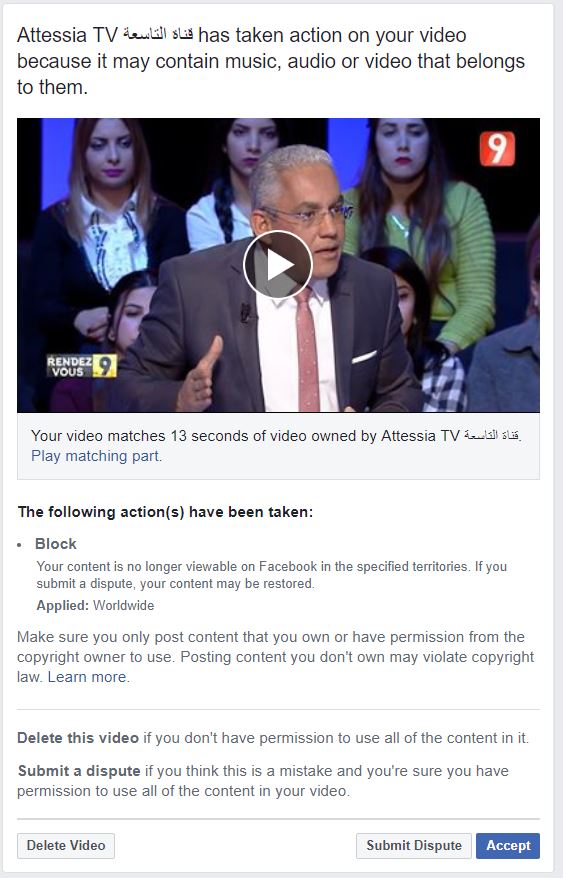 Attessia TV قناة التاسعة has taken action on your video
because it may contain music, audio or video that belongs
to them.
9
RENDEZ
VOUS 9
Your video matches 13 seconds of video owned by Attessia TV قناة التاسعة.
Play matching part.
The following action(s) have been taken:
• Block
Your content is no longer viewable on Facebook in the specified territories. If you
submit a dispute, your content may be restored.
Applied: Worldwide
Make sure you only post content that you own or have permission from the
copyright owner to use. Posting content you don't own may violate copyright
law. Learn more.
Delete this video if you don't have permission to use all of the content in it.
Submit a dispute if you think this is a mistake and you're sure you have
permission to use all of the content in your video.
Delete Video
Submit Dispute
Accept